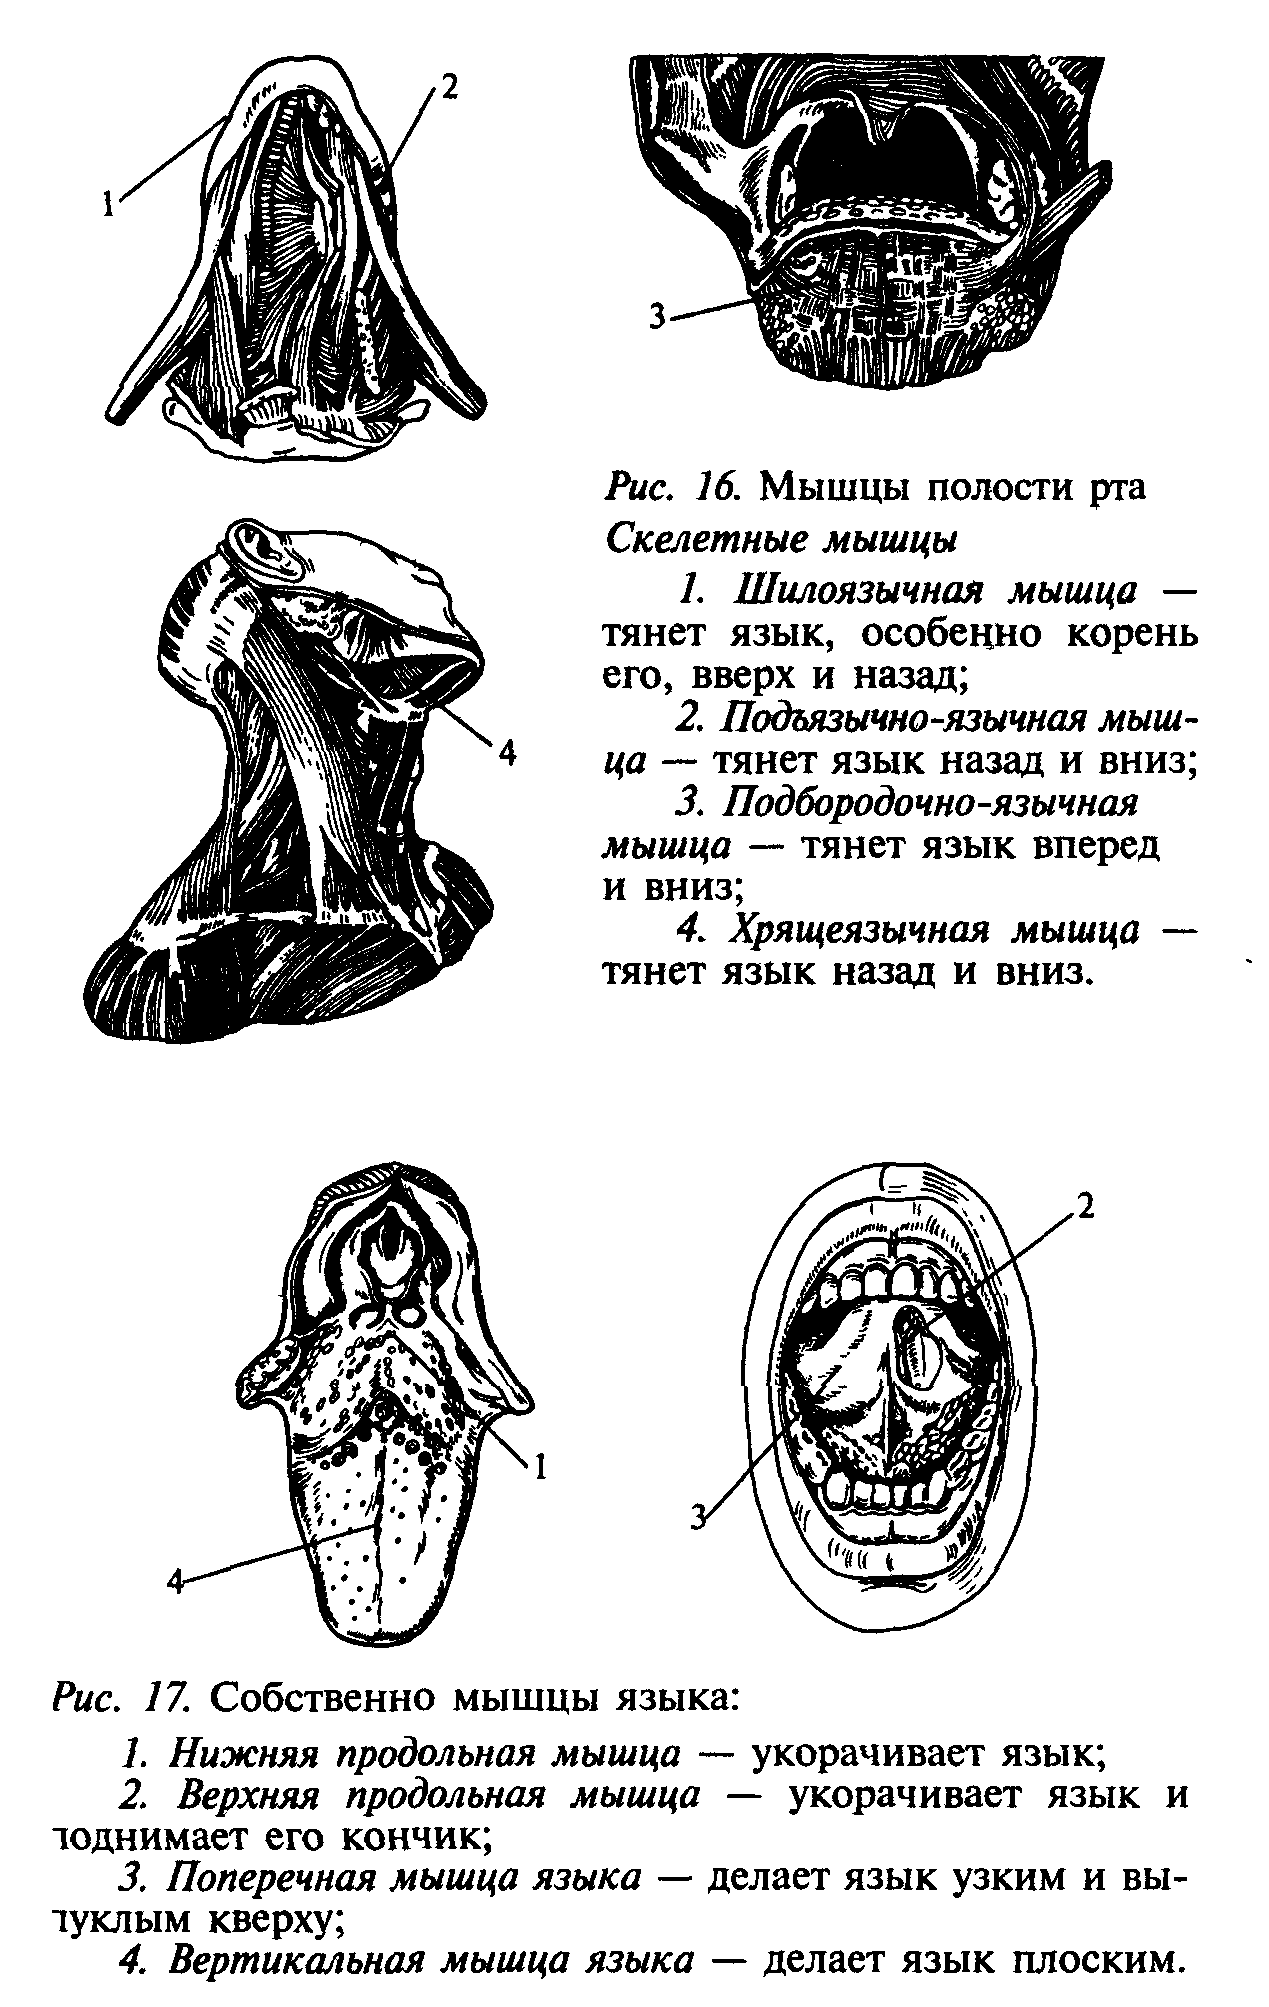 1
2
3
Рис. 16. Мышцы полости рта
Скелетные мышцы
1. Шилоязычная мышца —
тянет язык, особенно корень
его, вверх и назад;
2. Подъязычно-язычная мыш-
ца — тянет язык назад и вниз;
3. Подбородочно-язычная
мышца — тянет язык вперед
и вниз;
4. Хрящеязычная мышца —
тянет язык назад и вниз.
4
1
4
2
3
Рис. 17. Собственно мышцы языка:
1. Нижняя продольная мышца — укорачивает язык;
2. Верхняя продольная мышца — укорачивает язык и
поднимает его кончик;
3. Поперечная мышца языка — делает язык узким и вы-
пуклым кверху;
4. Вертикальная мышца языка — делает язык плоским.